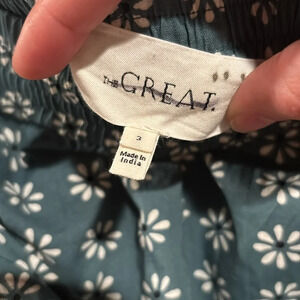 THE GREAT.
3
Made in
India